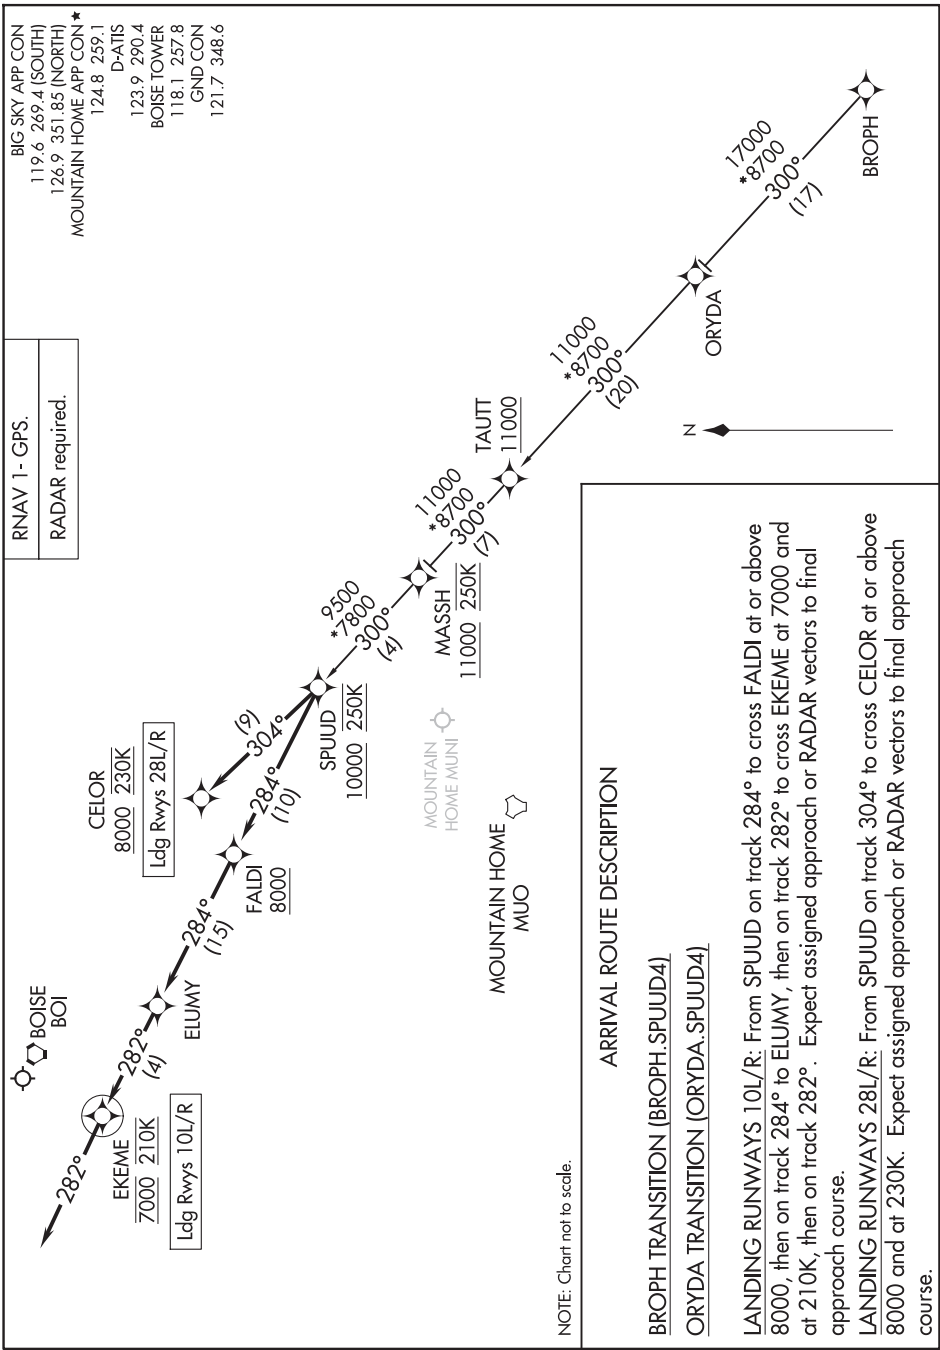 BIG SKY APP CON
119.6 269.4 (SOUTH)
126.9 351.85 (NORTH)
MOUNTAIN HOME APP CON ★
124.8 259.1
D-ATIS
123.9 290.4
BOISE TOWER
118.1 257.8
GND CON
121.7 348.6
RNAV 1- GPS.
RADAR required.
BOISE
BOI
282°
EKEME
7000 210K
Ldg Rwys 10L/R
282°
(4)
ELUMY
284°
(15)
FALDI
8000
284°
(10)
CELOR
8000 230K
Ldg Rwys 28L/R
(9)
304°
SPUUD
10000 250K
9500
*7800
300°
(4)
MASSH
11000 250K
11000
*8700
300°
(7)
TAUTT
11000
11000
*8700
300°
(20)
ORYDA
17000
*8700
300°
(17)
BROPH
MOUNTAIN
HOME MUNI
MOUNTAIN HOME
MUO
N
NOTE: Chart not to scale.
ARRIVAL ROUTE DESCRIPTION
BROPH TRANSITION (BROPH.SPUUD4)
ORYDA TRANSITION (ORYDA.SPUUD4)
LANDING RUNWAYS 10L/R: From SPUUD on track 284° to cross FALDI at or above
8000, then on track 284° to ELUMY, then on track 282° to cross EKEME at 7000 and
at 210K, then on track 282°. Expect assigned approach or RADAR vectors to final
approach course.
LANDING RUNWAYS 28L/R: From SPUUD on track 304° to cross CELOR at or above
8000 and at 230K. Expect assigned approach or RADAR vectors to final approach
course.